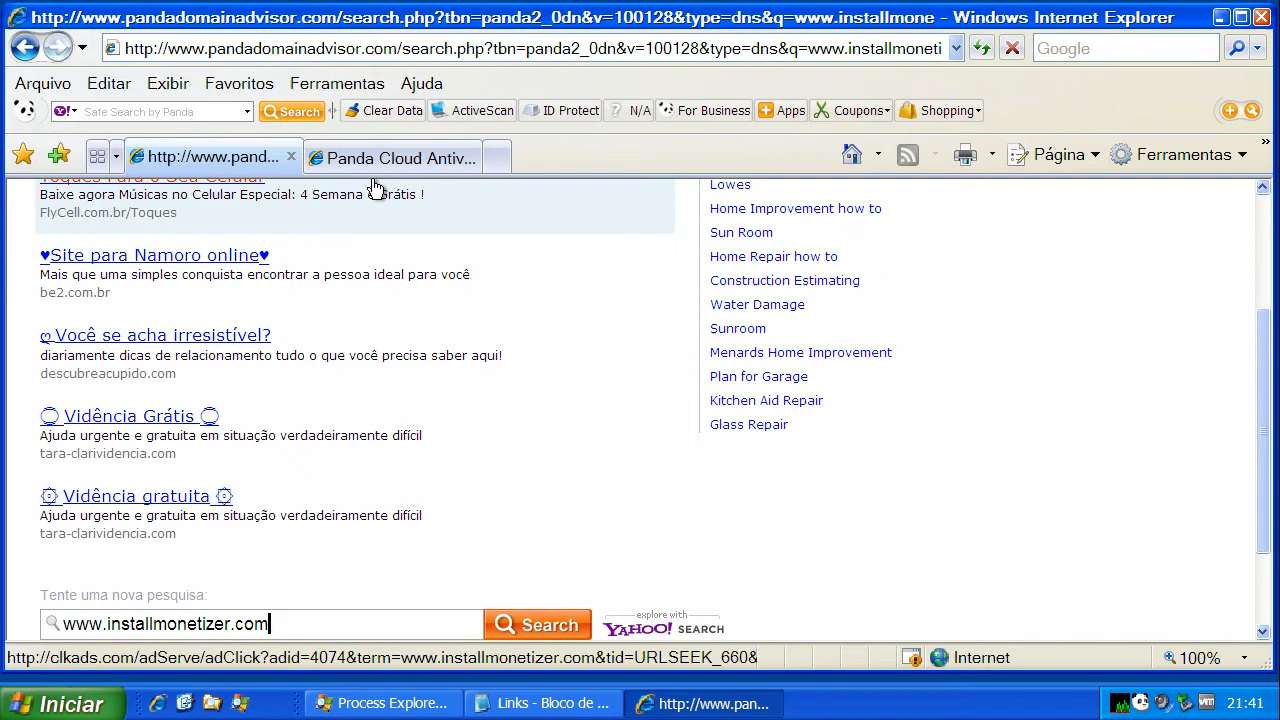 http://www.pandadomainadvisor.com/search.php?tbn=panda2_0dn&v=100128&type=dns&q=www.installmone - Windows Internet Explorer
http://www.pandadomainadvisor.com/search.php?tbn=panda2_0dn&v=100128&type=dns&q=www.installmoneti
Google
Arquivo Editar Exibir Favoritos Ferramentas Ajuda
Y! Safe Search by Panda Search Clear Data ActiveScan ID Protect N/A For Business Apps Coupons Shopping
http://www.pand... Panda Cloud Antiv... Página Ferramentas
Toques Para o Seu Celular
Baixe agora Músicas no Celular Especial: 4 Semana Grátis !
FlyCell.com.br/Toques
♥Site para Namoro online♥
Mais que uma simples conquista encontrar a pessoa ideal para você
be2.com.br
ღ Você se acha irresistível?
diariamente dicas de relacionamento tudo o que você precisa saber aqui!
descubreacupido.com
Vidência Grátis
Ajuda urgente e gratuita em situação verdadeiramente difícil
tara-clarividencia.com
۞ Vidência gratuita ۞
Ajuda urgente e gratuita em situação verdadeiramente difícil
tara-clarividencia.com
Lowes
Home Improvement how to
Sun Room
Home Repair how to
Construction Estimating
Water Damage
Sunroom
Menards Home Improvement
Plan for Garage
Kitchen Aid Repair
Glass Repair
Tente uma nova pesquisa:
www.installmonetizer.com
Search
explore with
YAHOO! SEARCH
http://clkads.com/adServe/adClick?adid=4074&term=www.installmonetizer.com&tid=URLSEEK_660&
Internet
100%
Iniciar
Process Explore...
Links - Bloco de ...
http://www.pan...
21:41